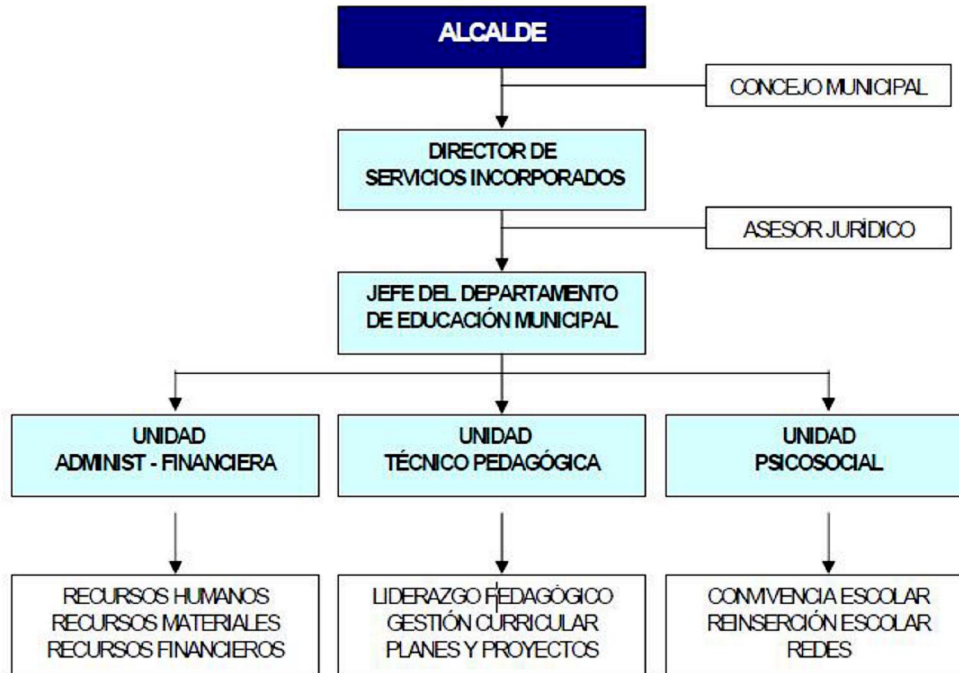 ALCALDE
CONCEJO MUNICIPAL
DIRECTOR DE
SERVICIOS INCORPORADOS
ASESOR JURÍDICO
JEFE DEL DEPARTAMENTO
DE EDUCACIÓN MUNICIPAL
UNIDAD
ADMINIST - FINANCIERA
UNIDAD
TÉCNICO PEDAGÓGICA
UNIDAD
PSICOSOCIAL
RECURSOS HUMANOS
RECURSOS MATERIALES
RECURSOS FINANCIEROS
LIDERAZGO PEDAGÓGICO
GESTIÓN CURRICULAR
PLANES Y PROYECTOS
CONVIVENCIA ESCOLAR
REINSERCIÓN ESCOLAR
REDES